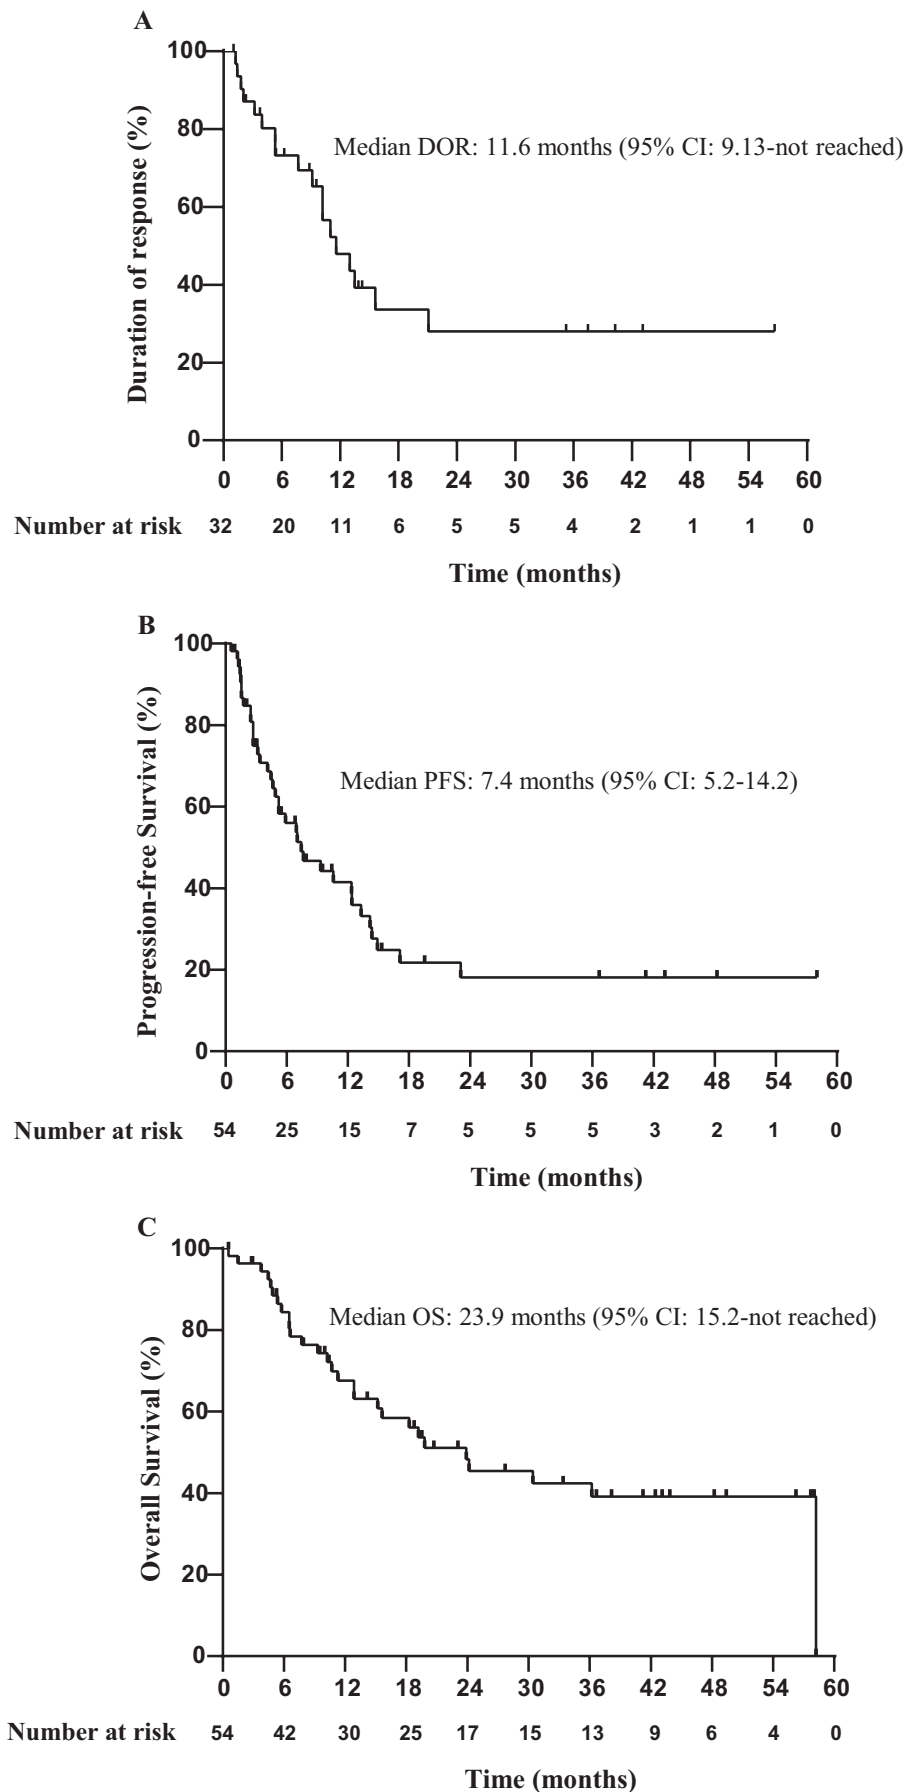 A
Duration of response (%)
100
80
60
40
20
0
Median DOR: 11.6 months (95% CI: 9.13-not reached)
0 6 12 18 24 30 36 42 48 54 60
Number at risk 32 20 11 6 5 5 4 2 1 1 0
Time (months)
B
Progression-free Survival (%)
100
80
60
40
20
0
Median PFS: 7.4 months (95% CI: 5.2-14.2)
0 6 12 18 24 30 36 42 48 54 60
Number at risk 54 25 15 7 5 5 5 3 2 1 0
Time (months)
C
Overall Survival (%)
100
80
60
40
20
0
Median OS: 23.9 months (95% CI: 15.2-not reached)
0 6 12 18 24 30 36 42 48 54 60
Number at risk 54 42 30 25 17 15 13 9 6 4 0
Time (months)